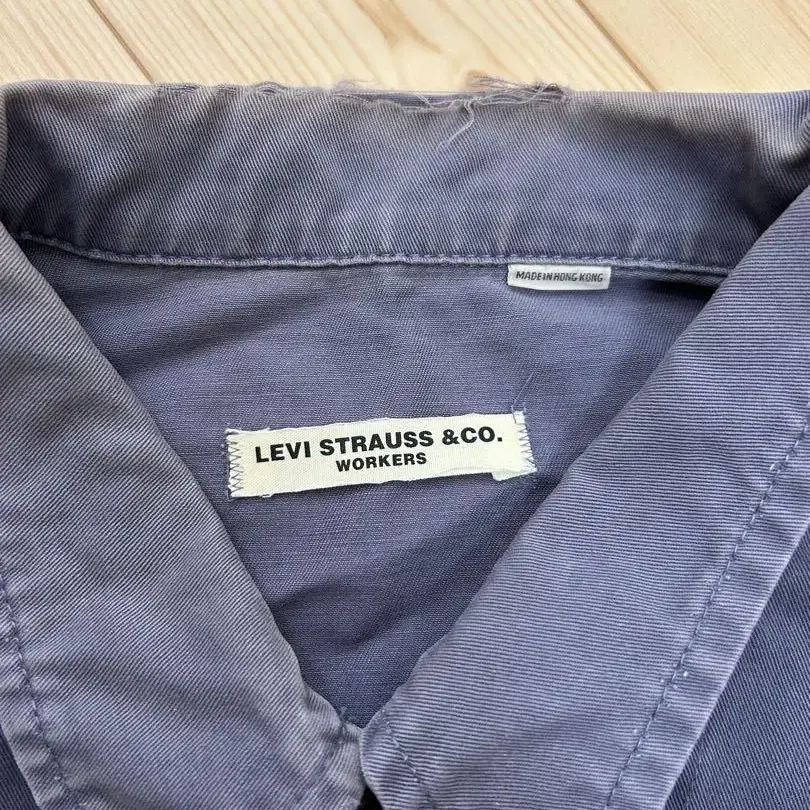 MADE IN HONG KONG
LEVI STRAUSS &CO.
WORKERS